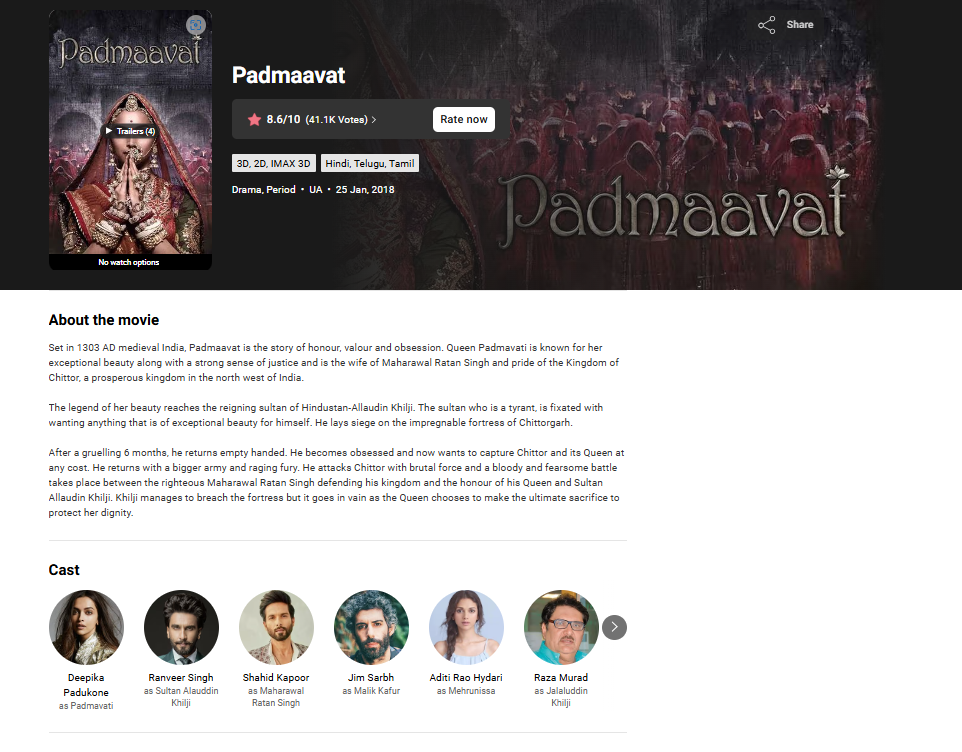 Padmaavat
Trailers (4)
No watch options
Share
Padmaavat
8.6/10 (41.1K Votes) >
Rate now
3D, 2D, IMAX 3D
Hindi, Telugu, Tamil
Drama, Period • UA • 25 Jan, 2018
Padmaavat
About the movie
Set in 1303 AD medieval India, Padmaavat is the story of honour, valour and obsession. Queen Padmavati is known for her
exceptional beauty along with a strong sense of justice and is the wife of Maharawal Ratan Singh and pride of the Kingdom of
Chittor, a prosperous kingdom in the north west of India.
The legend of her beauty reaches the reigning sultan of Hindustan-Allaudin Khilji. The sultan who is a tyrant, is fixated with
wanting anything that is of exceptional beauty for himself. He lays siege on the impregnable fortress of Chittorgarh.
After a gruelling 6 months, he returns empty handed. He becomes obsessed and now wants to capture Chittor and its Queen at
any cost. He returns with a bigger army and raging fury. He attacks Chittor with brutal force and a bloody and fearsome battle
takes place between the righteous Maharawal Ratan Singh defending his kingdom and the honour of his Queen and Sultan
Allaudin Khilji. Khilji manages to breach the fortress but it goes in vain as the Queen chooses to make the ultimate sacrifice to
protect her dignity.
Cast
Deepika
Padukone
as Padmavati
Ranveer Singh
as Sultan Alauddin
Khilji
Shahid Kapoor
as Maharawal
Ratan Singh
Jim Sarbh
as Malik Kafur
Aditi Rao Hydari
as Mehrunissa
Raza Murad
as Jalaluddin
Khilji